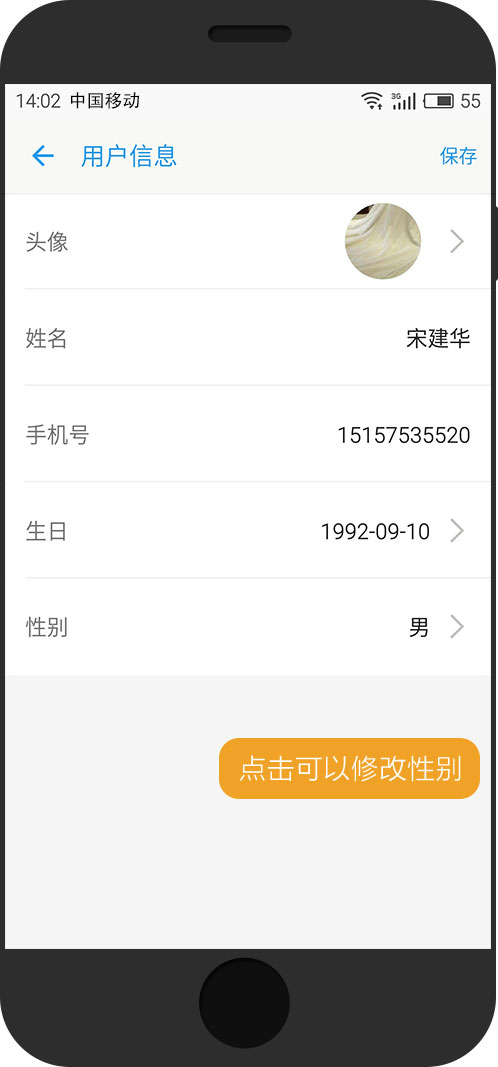 14:02 中国移动 3G 55
用户信息 保存
头像
姓名 宋建华
手机号 15157535520
生日 1992-09-10
性别 男
点击可以修改性别